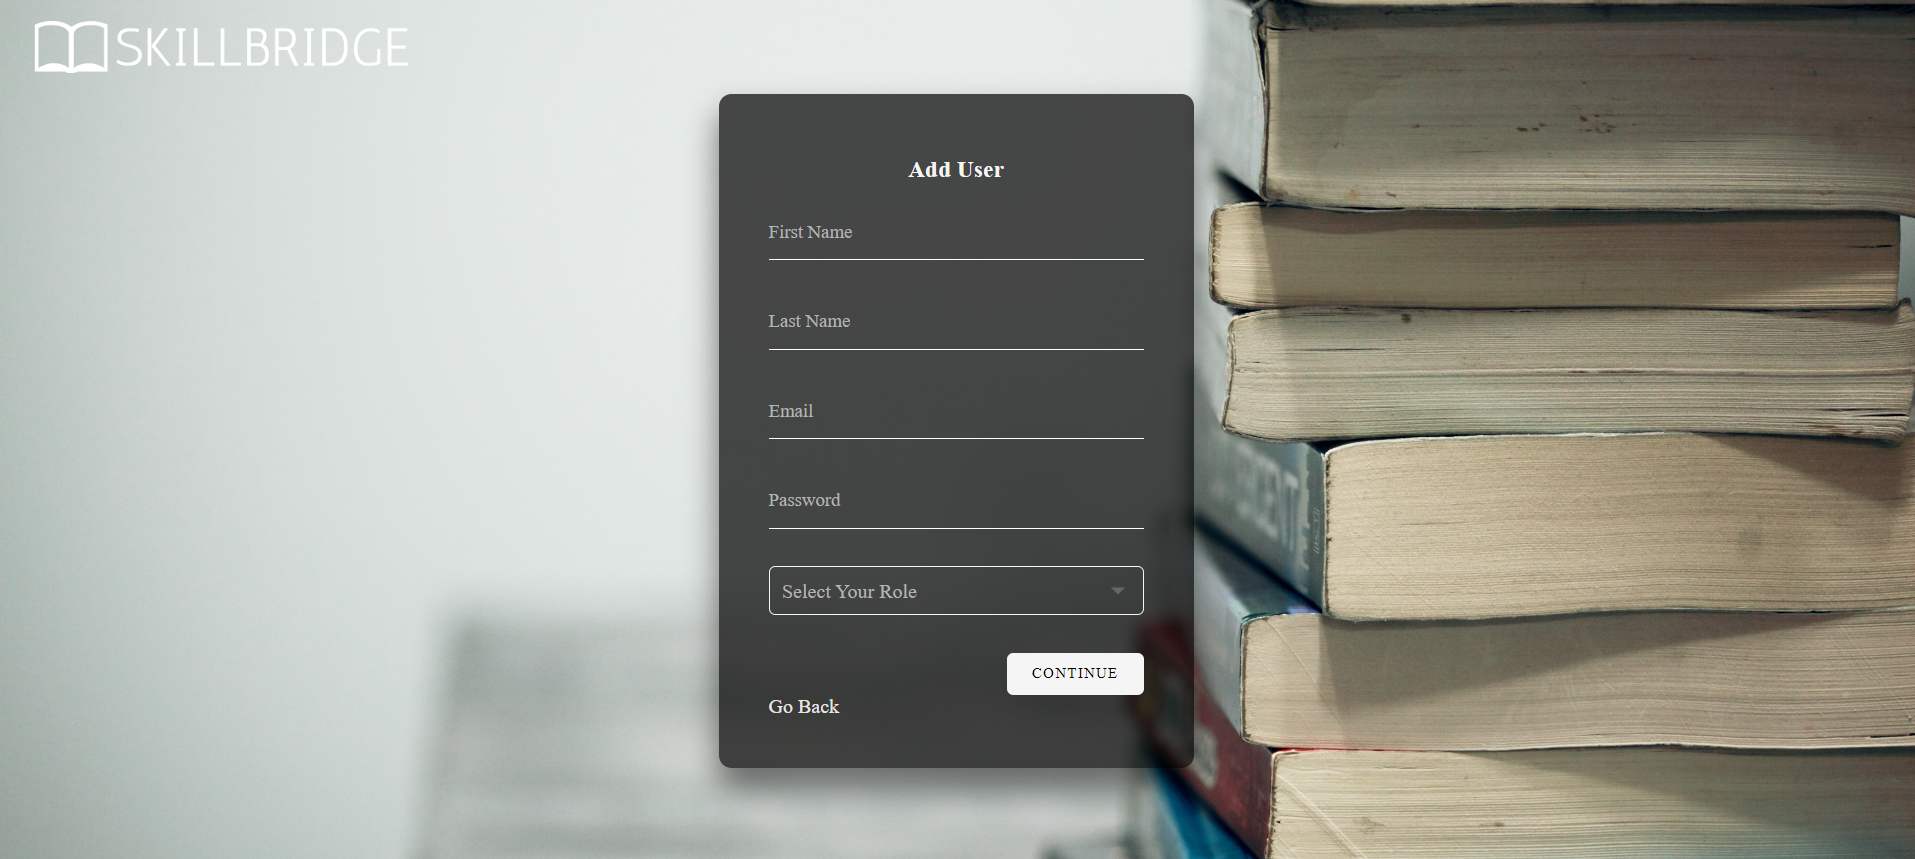 SKILLBRIDGE
Add User
First Name
Last Name
Email
Password
Select Your Role
CONTINUE
Go Back